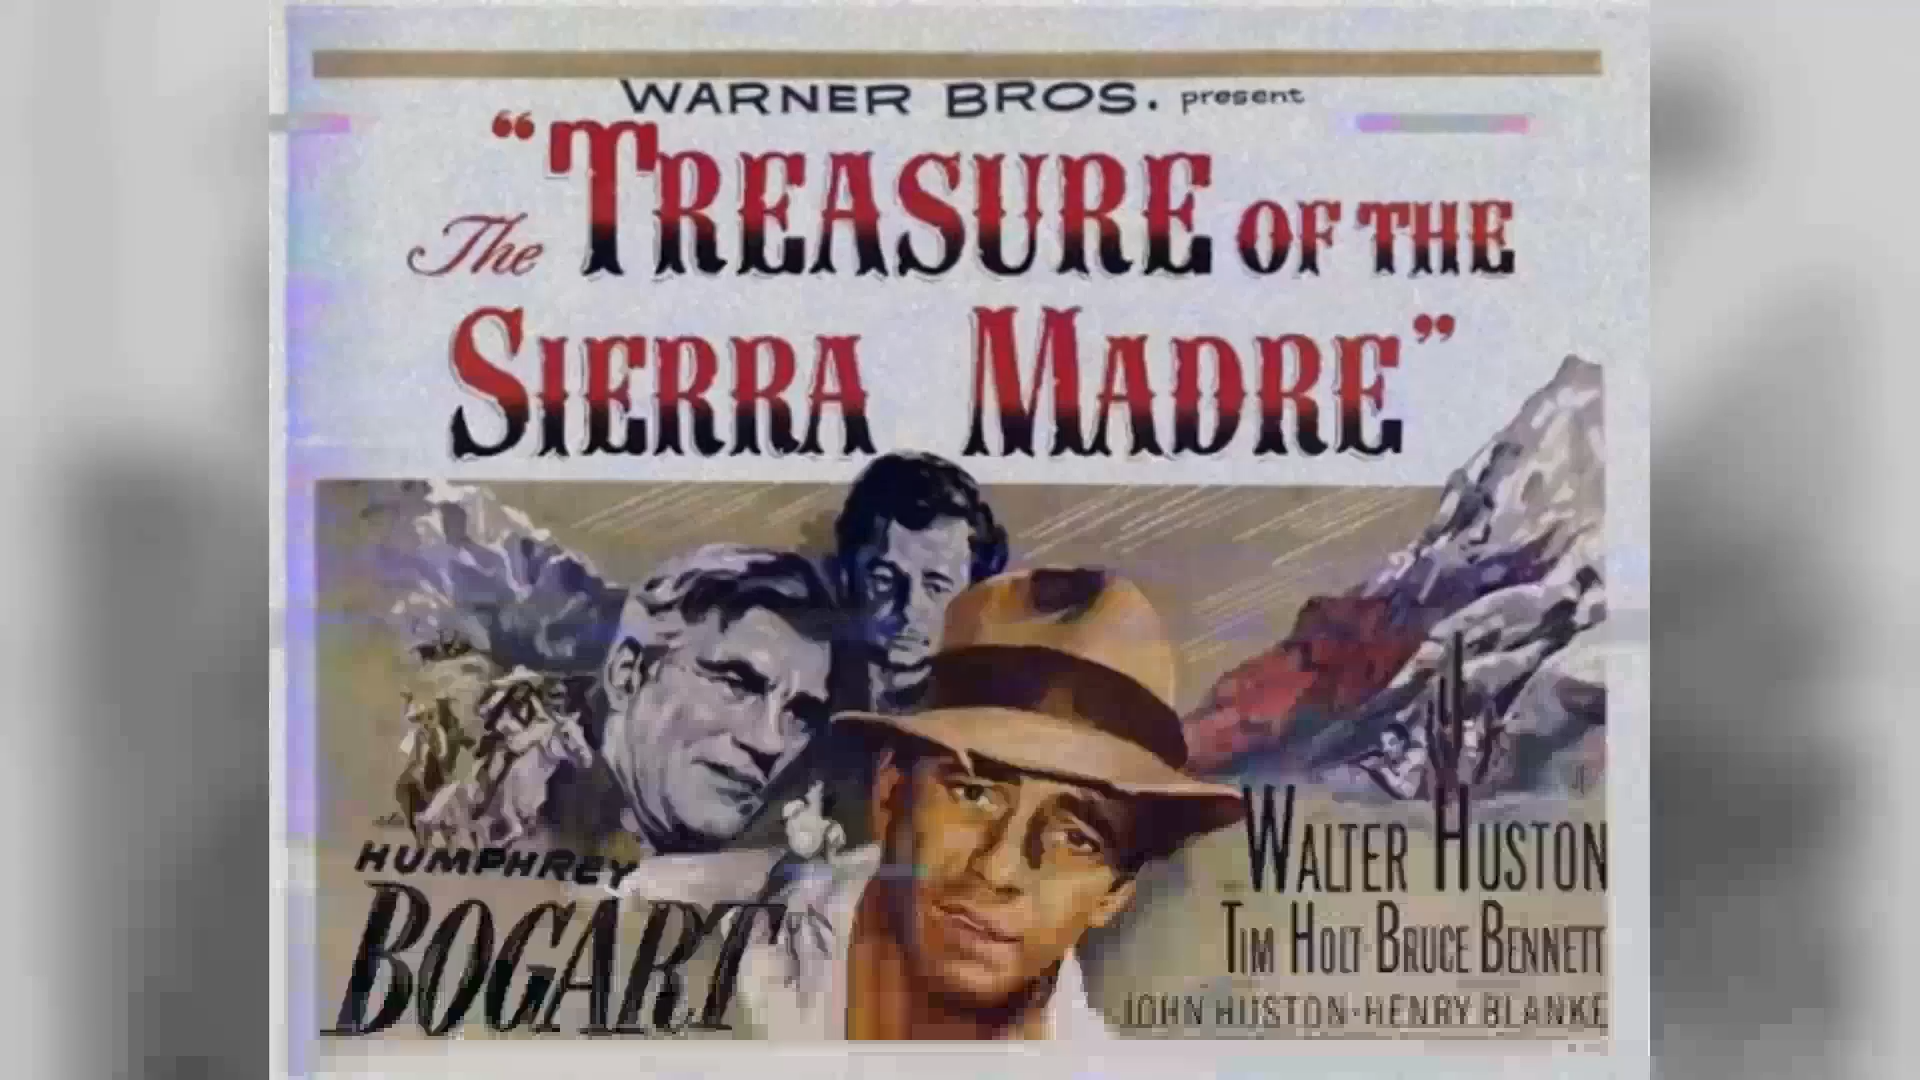 WARNER BROS. present
The "TREASURE OF THE
SIERRA MADRE"
HUMPHREY
BOGART
WALTER HUSTON
TIM HOLT · BRUCE BENNETT
JOHN HUSTON · HENRY BLANKE